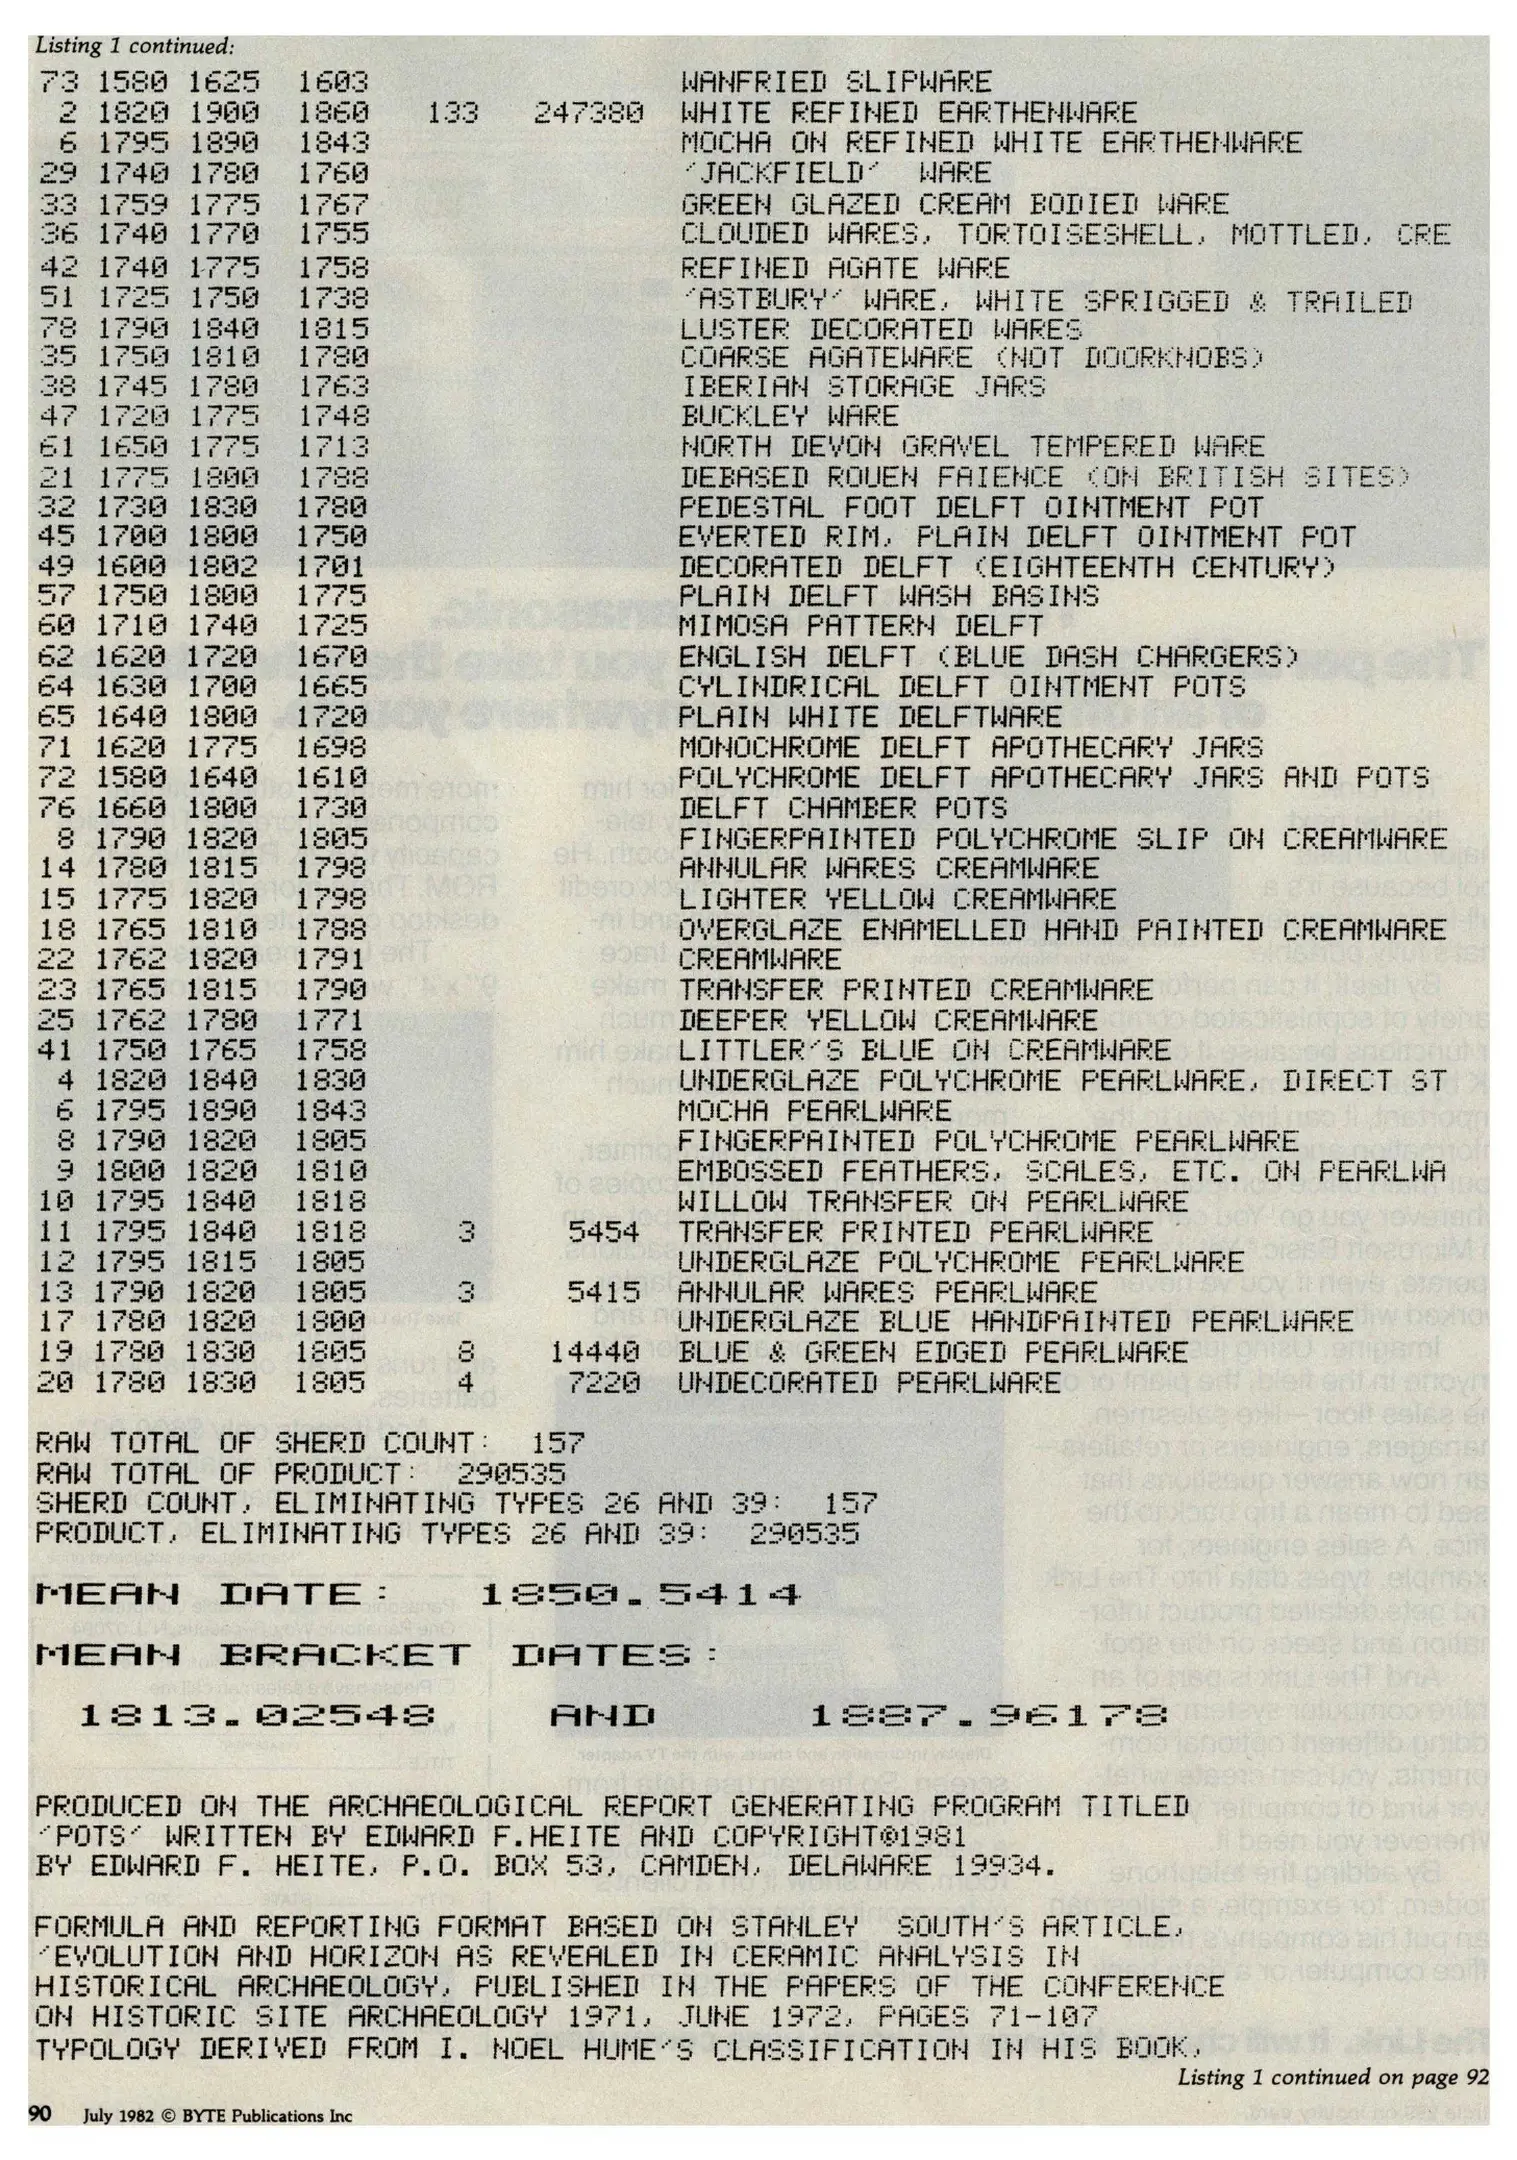 Listing 1 continued:
73 1580 1625 1603 WANFRIED SLIPWARE
2 1820 1900 1860 133 247380 WHITE REFINED EARTHENWARE
6 1795 1890 1843 MOCHA ON REFINED WHITE EARTHENWARE
29 1740 1780 1760 'JACKFIELD' WARE
33 1759 1775 1767 GREEN GLAZED CREAM BODIED WARE
36 1740 1770 1755 CLOUDED WARES, TORTOISESHELL, MOTTLED, CRE
42 1740 1775 1758 REFINED AGATE WARE
51 1725 1750 1738 'ASTBURY' WARE, WHITE SPRIGGED & TRAILED
78 1790 1840 1815 LUSTER DECORATED WARES
35 1750 1810 1780 COARSE AGATEWARE (NOT DOORKNOBS)
38 1745 1780 1763 IBERIAN STORAGE JARS
47 1720 1775 1748 BUCKLEY WARE
61 1650 1775 1713 NORTH DEVON GRAVEL TEMPERED WARE
21 1775 1800 1788 DEBASED ROUEN FAIENCE (ON BRITISH SITES)
32 1730 1830 1780 PEDESTAL FOOT DELFT OINTMENT POT
45 1700 1800 1750 EVERTED RIM, PLAIN DELFT OINTMENT POT
49 1600 1802 1701 DECORATED DELFT (EIGHTEENTH CENTURY)
57 1750 1800 1775 PLAIN DELFT WASH BASINS
60 1710 1740 1725 MIMOSA PATTERN DELFT
62 1620 1720 1670 ENGLISH DELFT (BLUE DASH CHARGERS)
64 1630 1700 1665 CYLINDRICAL DELFT OINTMENT POTS
65 1640 1800 1720 PLAIN WHITE DELFTWARE
71 1620 1775 1698 MONOCHROME DELFT APOTHECARY JARS
72 1580 1640 1610 POLYCHROME DELFT APOTHECARY JARS AND POTS
76 1660 1800 1730 DELFT CHAMBER POTS
8 1790 1820 1805 FINGERPAINTED POLYCHROME SLIP ON CREAMWARE
14 1780 1815 1798 ANNULAR WARES CREAMWARE
15 1775 1820 1798 LIGHTER YELLOW CREAMWARE
18 1765 1810 1788 OVERGLAZE ENAMELLED HAND PAINTED CREAMWARE
22 1762 1820 1791 CREAMWARE
23 1765 1815 1790 TRANSFER PRINTED CREAMWARE
25 1762 1780 1771 DEEPER YELLOW CREAMWARE
41 1750 1765 1758 LITTLER'S BLUE ON CREAMWARE
4 1820 1840 1830 UNDERGLAZE POLYCHROME PEARLWARE, DIRECT ST
6 1795 1890 1843 MOCHA PEARLWARE
8 1790 1820 1805 FINGERPAINTED POLYCHROME PEARLWARE
9 1800 1820 1810 EMBOSSED FEATHERS, SCALES, ETC. ON PEARLWA
10 1795 1840 1818 WILLOW TRANSFER ON PEARLWARE
11 1795 1840 1818 3 5454 TRANSFER PRINTED PEARLWARE
12 1795 1815 1805 UNDERGLAZE POLYCHROME PEARLWARE
13 1790 1820 1805 3 5415 ANNULAR WARES PEARLWARE
17 1780 1820 1800 UNDERGLAZE BLUE HANDPAINTED PEARLWARE
19 1780 1830 1805 8 14440 BLUE & GREEN EDGED PEARLWARE
20 1780 1830 1805 4 7220 UNDECORATED PEARLWARE
RAW TOTAL OF SHERD COUNT: 157
RAW TOTAL OF PRODUCT: 290535
SHERD COUNT, ELIMINATING TYPES 26 AND 39: 157
PRODUCT, ELIMINATING TYPES 26 AND 39: 290535
MEAN DATE: 1850.5414
MEAN BRACKET DATES:
1813.02548 AND 1887.96178
PRODUCED ON THE ARCHAEOLOGICAL REPORT GENERATING PROGRAM TITLED
'POTS' WRITTEN BY EDWARD F.HEITE AND COPYRIGHT©1981
BY EDWARD F. HEITE, P.O. BOX 53, CAMDEN, DELAWARE 19934.
FORMULA AND REPORTING FORMAT BASED ON STANLEY SOUTH'S ARTICLE,
'EVOLUTION AND HORIZON AS REVEALED IN CERAMIC ANALYSIS IN
HISTORICAL ARCHAEOLOGY, PUBLISHED IN THE PAPERS OF THE CONFERENCE
ON HISTORIC SITE ARCHAEOLOGY 1971, JUNE 1972, PAGES 71-107
TYPOLOGY DERIVED FROM I. NOEL HUME'S CLASSIFICATION IN HIS BOOK,
Listing 1 continued on page 92
90 July 1982 © BYTE Publications Inc